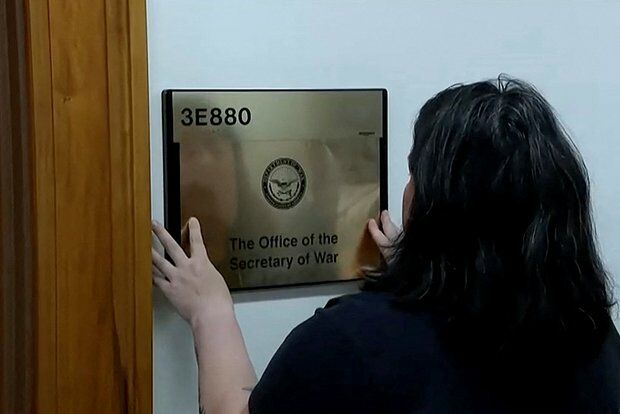 3E880
The Office of the
Secretary of War